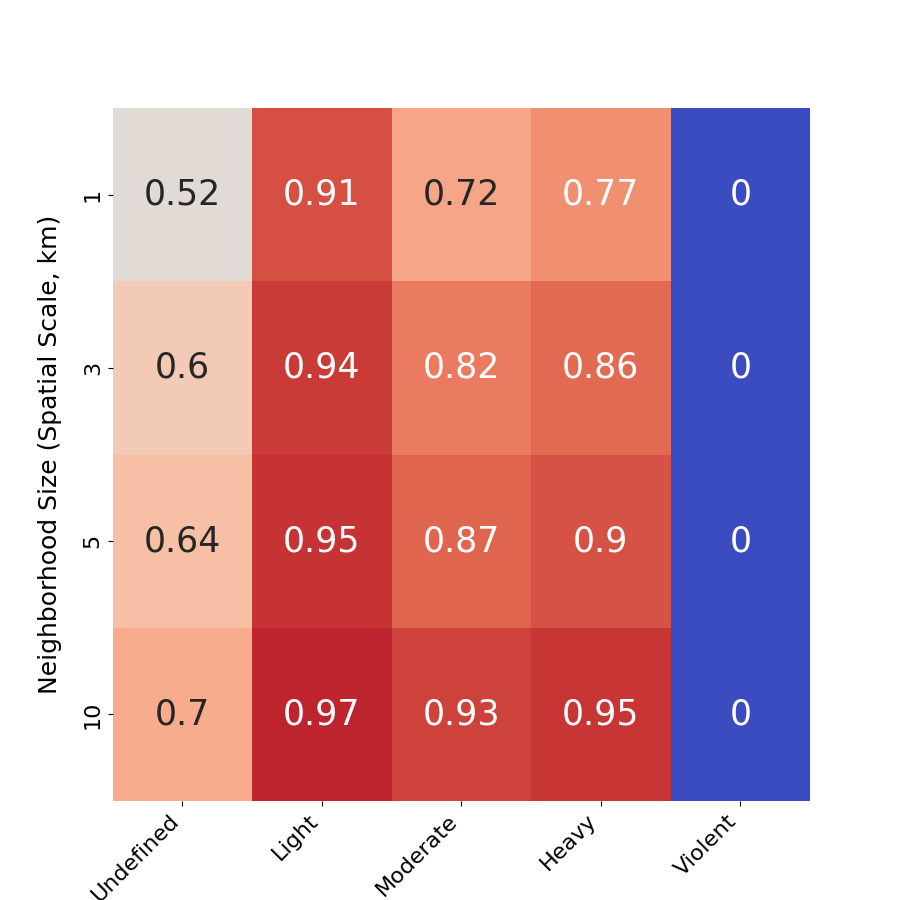 Neighborhood Size (Spatial Scale, km)
1 0.52 0.91 0.72 0.77 0
3 0.6 0.94 0.82 0.86 0
5 0.64 0.95 0.87 0.9 0
10 0.7 0.97 0.93 0.95 0
Undefined Light Moderate Heavy Violent